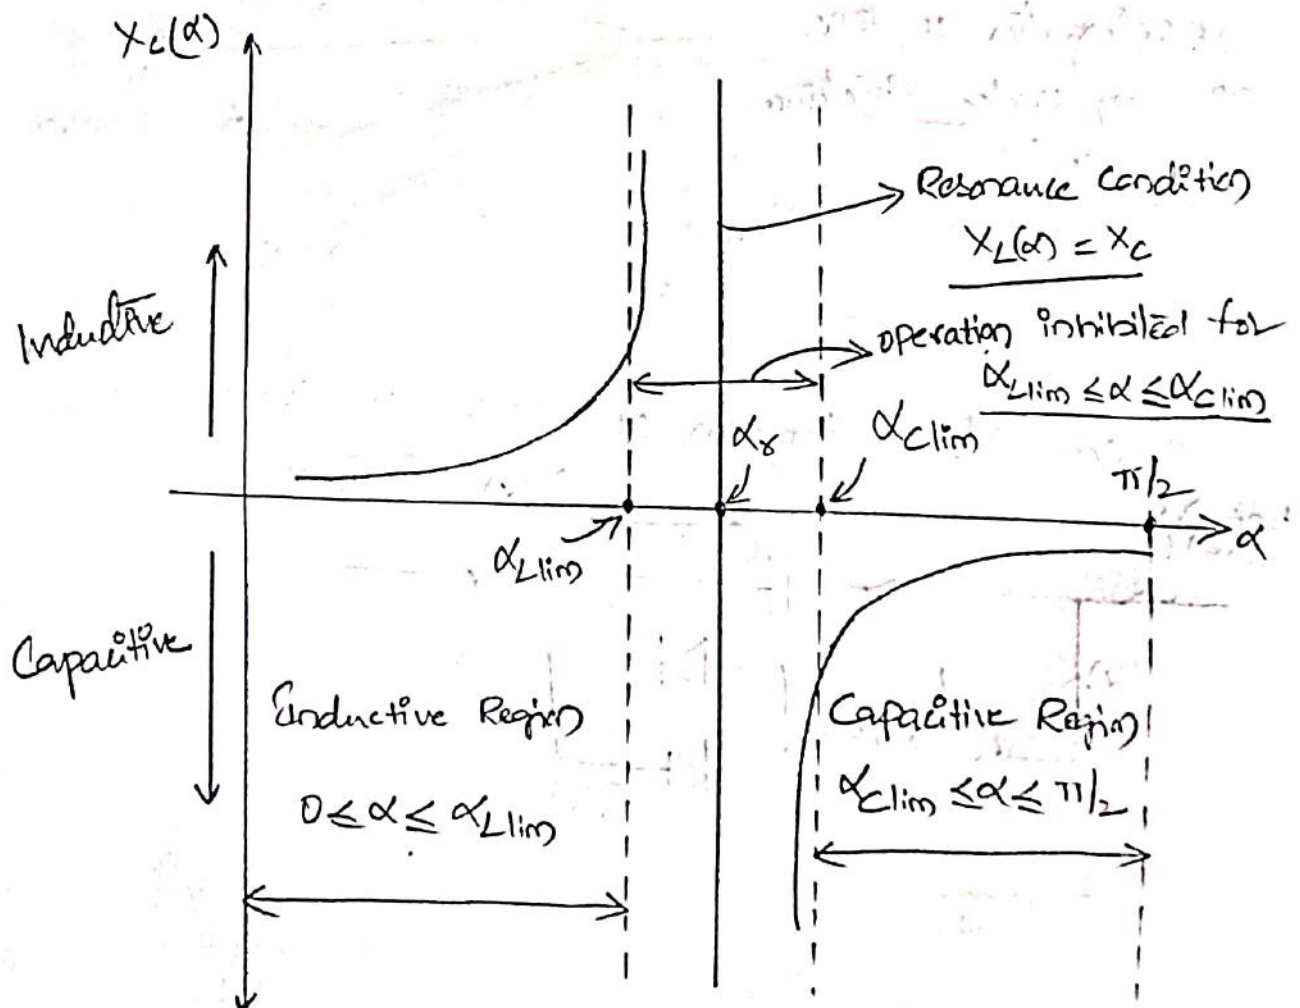 X_c(α)
Resonance Condition
X_L(α) = X_C
Inductive
operation inhibited for
α_Llim ≤ α ≤ α_Clim
α_r
α_Clim
π/2
α
α_Llim
Capacitive
Inductive Region
Capacitive Region
0 ≤ α ≤ α_Llim
α_Clim ≤ α ≤ π/2